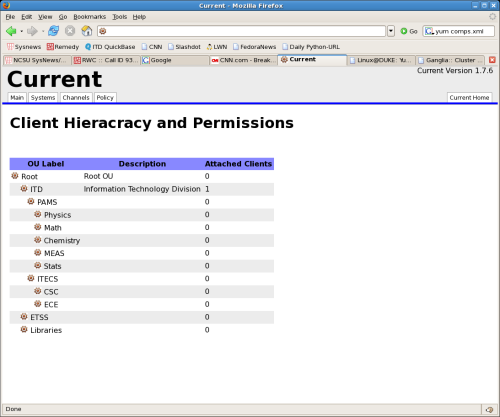 Current - Mozilla Firefox
File Edit View Go Bookmarks Tools Help
Go yum comps.xml
Sysnews Remedy ITD QuickBase CNN Slashdot LWN FedoraNews Daily Python-URL
NCSU SysNews/... RWC :: Call ID 93... Google CNN.com - Break... Current Linux@DUKE: Yu... Ganglia:: Cluster ...
Current
Current Version 1.7.6
Main Systems Channels Policy Current Home
Client Hieracracy and Permissions
OU Label Description Attached Clients
Root Root OU 0
ITD Information Technology Division 1
PAMS 0
Physics 0
Math 0
Chemistry 0
MEAS 0
Stats 0
ITECS 0
CSC 0
ECE 0
ETSS 0
Libraries 0
Done